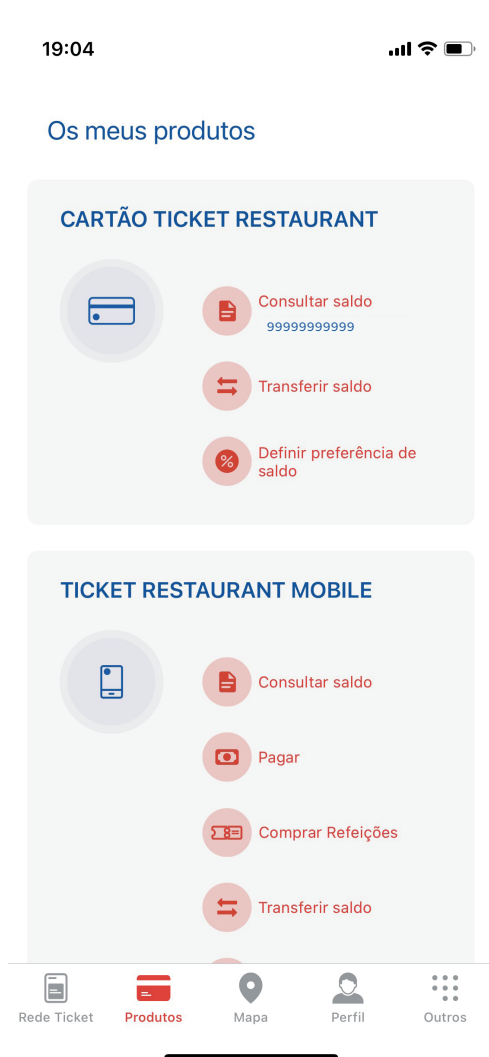 19:04
Os meus produtos
CARTÃO TICKET RESTAURANT
Consultar saldo
99999999999
Transferir saldo
Definir preferência de
saldo
TICKET RESTAURANT MOBILE
Consultar saldo
Pagar
Comprar Refeições
Transferir saldo
Rede Ticket
Produtos
Mapa
Perfil
Outros